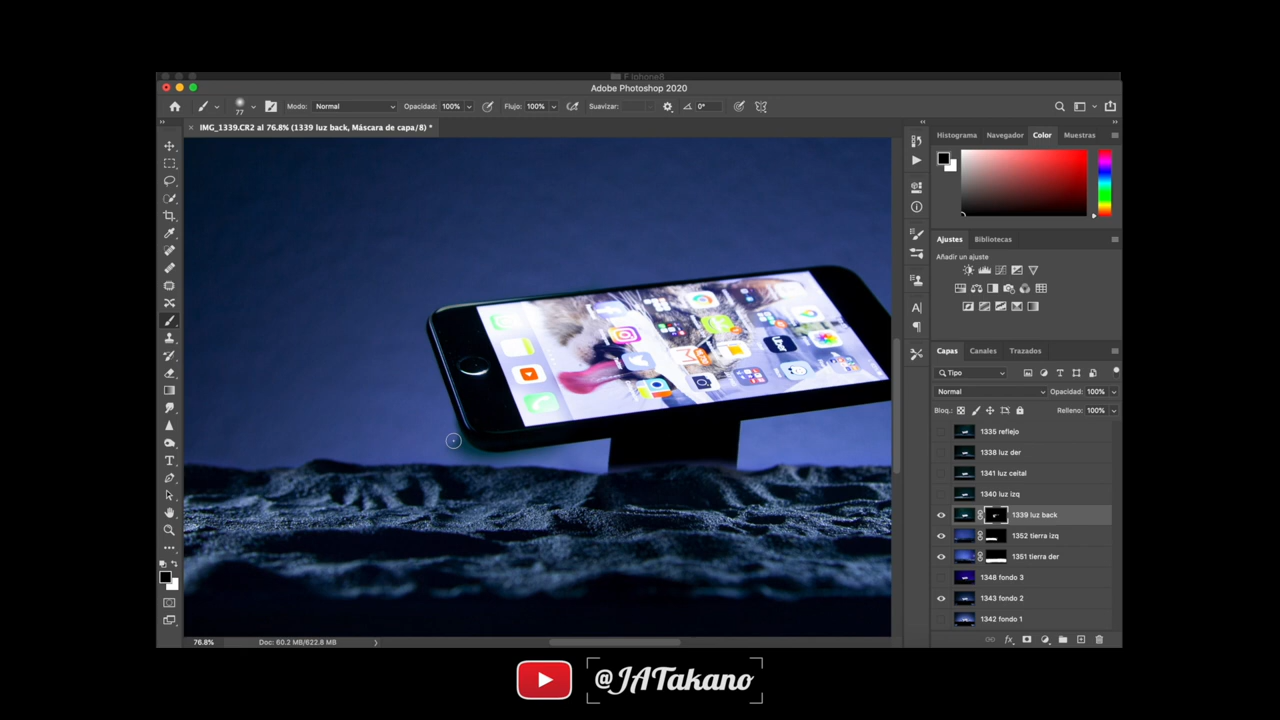 F Iphone8
Adobe Photoshop 2020
77
Modo: Normal
Opacidad: 100%
Flujo: 100%
Suavizar:
0°
IMG_1339.CR2 al 76.8% (1339 luz back, Máscara de capa/8) *
Histograma Navegador Color Muestras
Ajustes Bibliotecas
Añadir un ajuste
Capas Canales Trazados
Tipo
Normal Opacidad: 100%
Bloq.: Relleno: 100%
1335 reflejo
1338 luz der
1341 luz ceital
1340 luz izq
1339 luz back
1352 tierra izq
1351 tierra der
1348 fondo 3
1343 fondo 2
1342 fondo 1
fx
Uber
76.8% Doc: 60.2 MB/622.8 MB
@JATakano